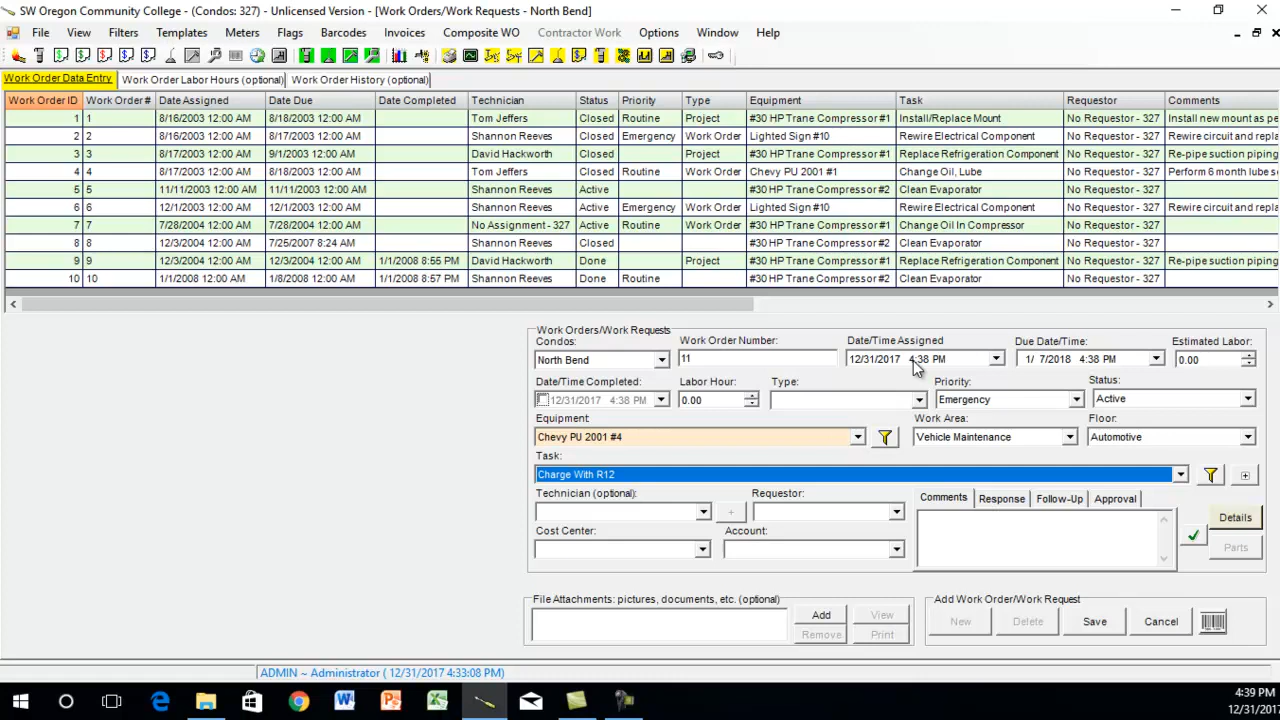 SW Oregon Community College - (Condos: 327) - Unlicensed Version - [Work Orders/Work Requests - North Bend]
File View Filters Templates Meters Flags Barcodes Invoices Composite WO Contractor Work Options Window Help
Work Order Data Entry Work Order Labor Hours (optional) Work Order History (optional)
Work Order ID Work Order# Date Assigned Date Due Date Completed Technician Status Priority Type Equipment Task Requestor Comments
1 1 8/16/2003 12:00 AM 8/18/2003 12:00 AM Tom Jeffers Closed Routine Project #30 HP Trane Compressor #1 Install/Replace Mount No Requestor - 327 Install new mount as pe
2 2 8/16/2003 12:00 AM 8/17/2003 12:00 AM Shannon Reeves Closed Emergency Work Order Lighted Sign #10 Rewire Electrical Component No Requestor - 327 Rewire circuit and repla
3 3 8/17/2003 12:00 AM 9/1/2003 12:00 AM David Hackworth Closed Project #30 HP Trane Compressor #1 Replace Refrigeration Component No Requestor - 327 Re-pipe suction piping
4 4 8/17/2003 12:00 AM 8/17/2003 12:00 AM Tom Jeffers Closed Routine Work Order Chevy PU 2001 #1 Change Oil, Lube No Requestor - 327 Perform 6 month lube s
5 5 11/11/2003 12:00 AM 11/11/2003 12:00 AM Shannon Reeves Active #30 HP Trane Compressor #2 Clean Evaporator No Requestor - 327
6 6 12/1/2003 12:00 AM 12/1/2003 12:00 AM Shannon Reeves Active Emergency Work Order Lighted Sign #10 Rewire Electrical Component No Requestor - 327 Rewire circuit and repla
7 7 7/28/2004 12:00 AM 7/28/2004 12:00 AM No Assignment - 327 Active Routine Work Order #30 HP Trane Compressor #1 Change Oil In Compressor No Requestor - 327
8 8 12/3/2004 12:00 AM 7/25/2007 8:24 AM Shannon Reeves Closed #30 HP Trane Compressor #2 Clean Evaporator No Requestor - 327
9 9 12/3/2004 12:00 AM 12/3/2004 12:00 AM 1/1/2008 8:55 PM David Hackworth Done Project #30 HP Trane Compressor #1 Replace Refrigeration Component No Requestor - 327 Re-pipe suction piping
10 10 1/1/2008 12:00 AM 1/8/2008 12:00 AM 1/1/2008 8:57 PM Shannon Reeves Done Routine #30 HP Trane Compressor #2 Clean Evaporator No Requestor - 327
Work Orders/Work Requests
Condos: Work Order Number: Date/Time Assigned Due Date/Time: Estimated Labor:
North Bend 11 12/31/2017 4:38 PM 1/ 7/2018 4:38 PM 0.00
Date/Time Completed: Labor Hour: Type: Priority: Status:
12/31/2017 4:38 PM 0.00 Emergency Active
Equipment Work Area: Floor:
Chevy PU 2001 #4 Vehicle Maintenance Automotive
Task:
Charge With R12
Technician (optional): Requestor: Comments Response Follow-Up Approval
+ Details
Cost Center: Account: Parts
File Attachments: pictures, documents, etc. (optional) Add Work Order/Work Request
Add View New Delete Save Cancel
Remove Print
ADMIN ~ Administrator ( 12/31/2017 4:33:08 PM)
4:39 PM
12/31/2017